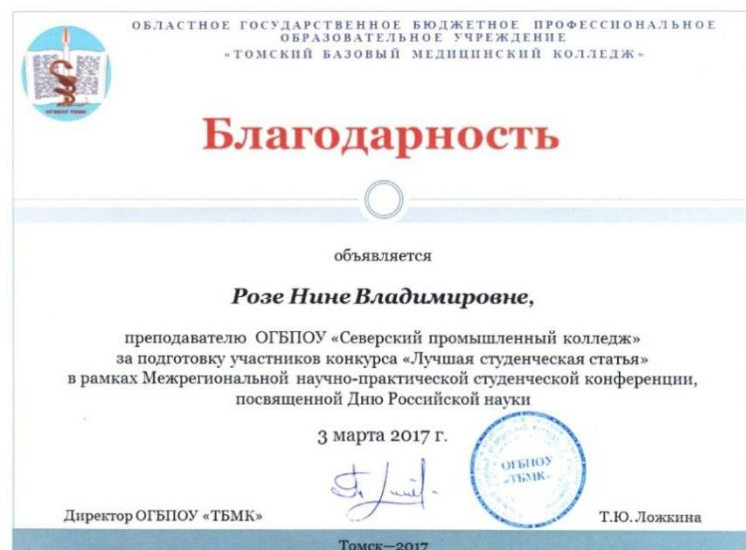 ОБЛАСТНОЕ ГОСУДАРСТВЕННОЕ БЮДЖЕТНОЕ ПРОФЕССИОНАЛЬНОЕ
ОБРАЗОВАТЕЛЬНОЕ УЧРЕЖДЕНИЕ
«ТОМСКИЙ БАЗОВЫЙ МЕДИЦИНСКИЙ КОЛЛЕДЖ»
ОГБПОУ ТБМК
Благодарность
объявляется
Розе Нине Владимировне,
преподавателю ОГБПОУ «Северский промышленный колледж»
за подготовку участников конкурса «Лучшая студенческая статья»
в рамках Межрегиональной научно-практической студенческой конференции,
посвященной Дню Российской науки
3 марта 2017 г.
ОГБПОУ
«ТБМК»
Директор ОГБПОУ «ТБМК» Т.Ю.Ложкина
Томск—2017